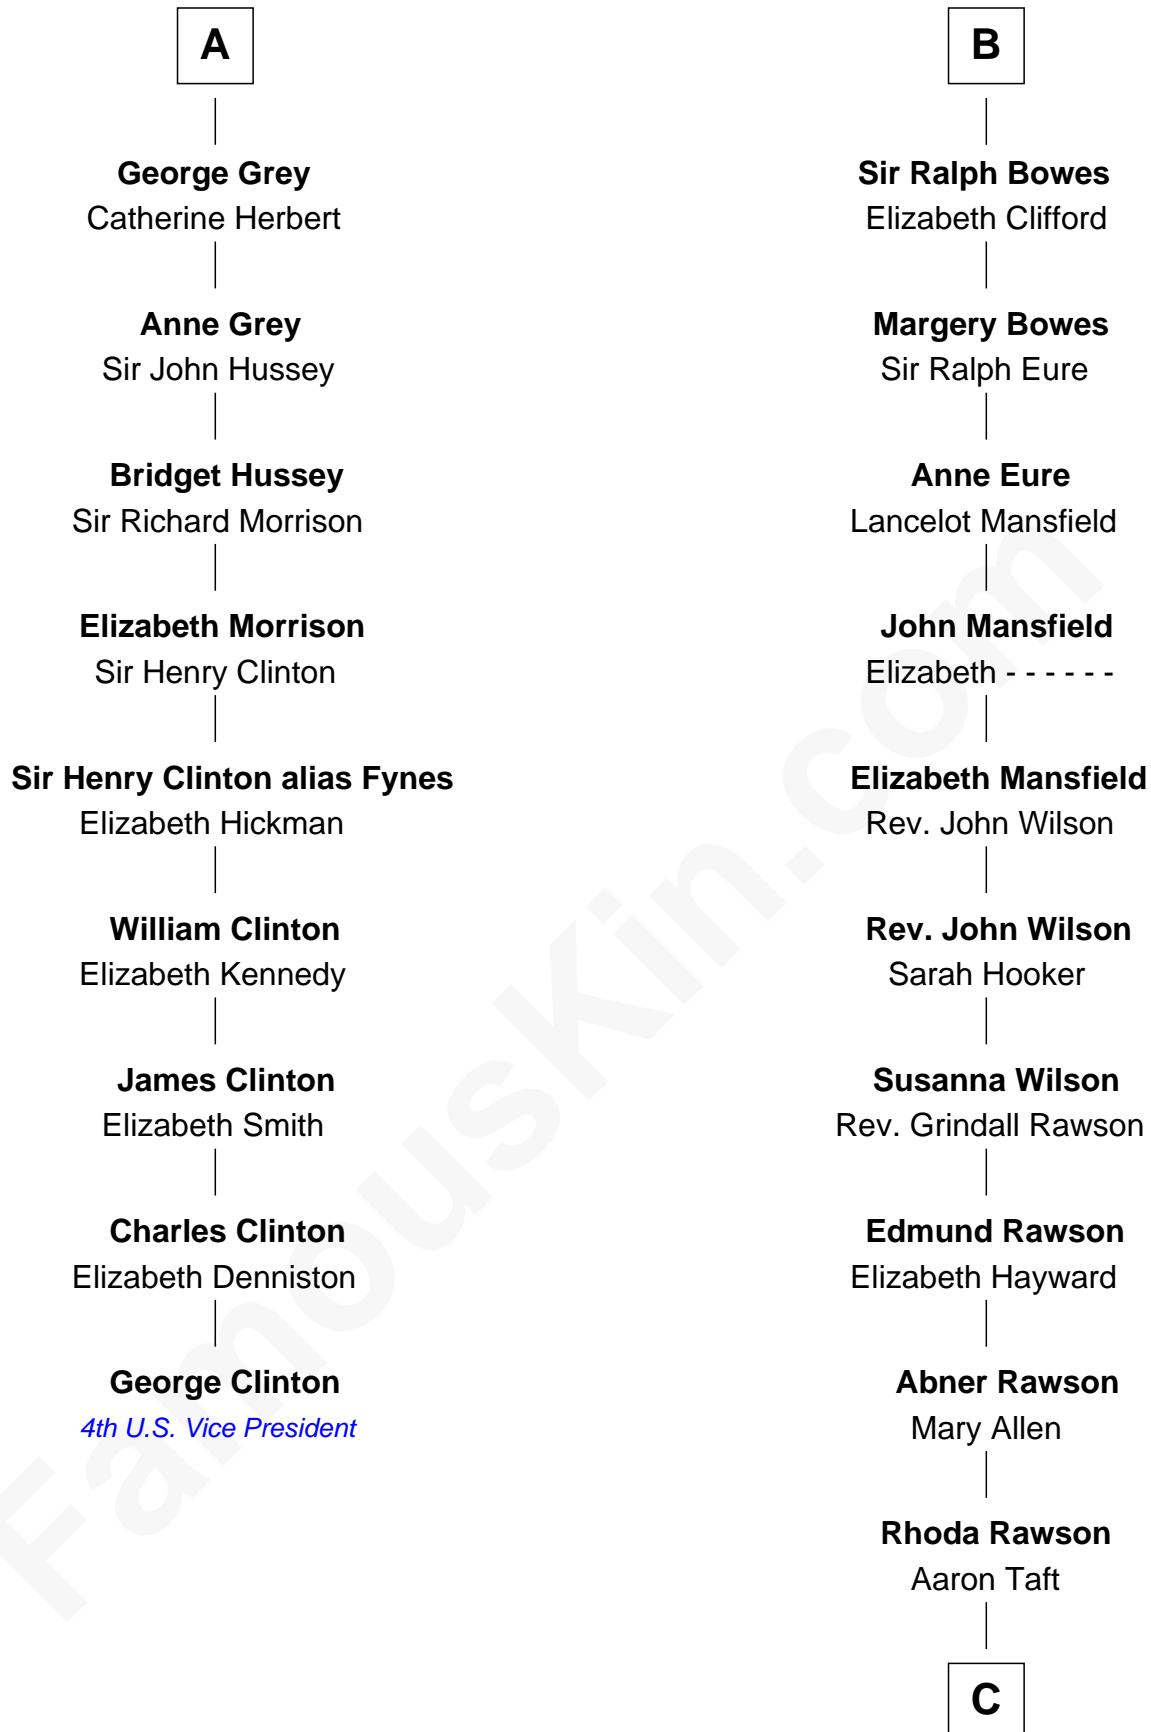 A
George Grey
Catherine Herbert
Anne Grey
Sir John Hussey
Bridget Hussey
Sir Richard Morrison
Elizabeth Morrison
Sir Henry Clinton
Sir Henry Clinton alias Fynes
Elizabeth Hickman
William Clinton
Elizabeth Kennedy
James Clinton
Elizabeth Smith
Charles Clinton
Elizabeth Denniston
George Clinton
4th U.S. Vice President
B
Sir Ralph Bowes
Elizabeth Clifford
Margery Bowes
Sir Ralph Eure
Anne Eure
Lancelot Mansfield
John Mansfield
Elizabeth - - - - - -
Elizabeth Mansfield
Rev. John Wilson
Rev. John Wilson
Sarah Hooker
Susanna Wilson
Rev. Grindall Rawson
Edmund Rawson
Elizabeth Hayward
Abner Rawson
Mary Allen
Rhoda Rawson
Aaron Taft
C
FamousKin.com